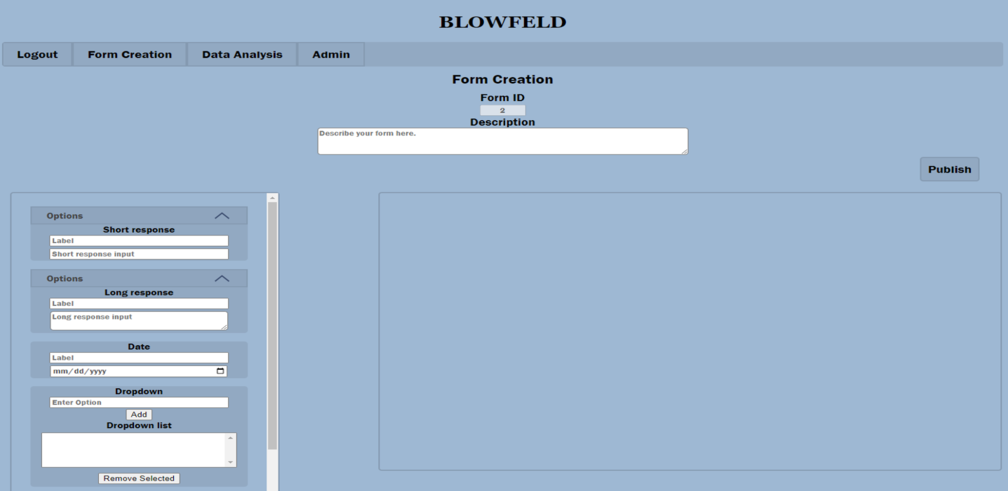 BLOWFELD
Logout Form Creation Data Analysis Admin
Form Creation
Form ID
2
Description
Describe your form here.
Publish
Options
Short response
Label
Short response input
Options
Long response
Label
Long response input
Date
Label
mm/dd/yyyy
Dropdown
Enter Option
Add
Dropdown list
Remove Selected